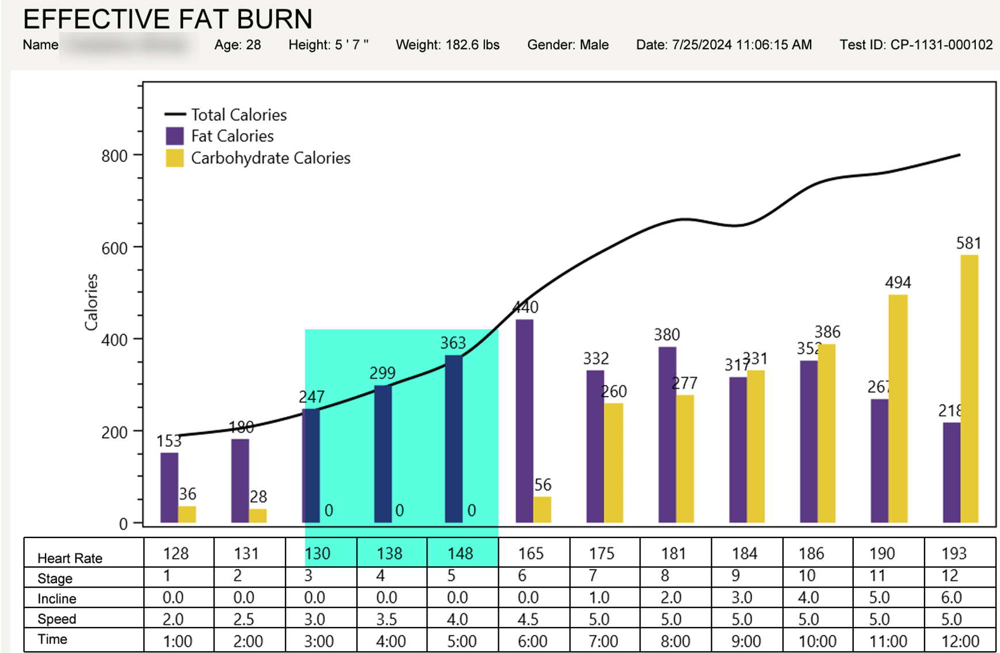 EFFECTIVE FAT BURN
Name Age: 28 Height: 5 ' 7 " Weight: 182.6 lbs Gender: Male Date: 7/25/2024 11:06:15 AM Test ID: CP-1131-000102
Total Calories
Fat Calories
Carbohydrate Calories
Calories
800
600
400
200
0
153 36
180 28
247 0
299 0
363 0
440 56
332 260
380 277
317 331
352 386
267 494
218 581
Heart Rate 128 131 130 138 148 165 175 181 184 186 190 193
Stage 1 2 3 4 5 6 7 8 9 10 11 12
Incline 0.0 0.0 0.0 0.0 0.0 0.0 1.0 2.0 3.0 4.0 5.0 6.0
Speed 2.0 2.5 3.0 3.5 4.0 4.5 5.0 5.0 5.0 5.0 5.0 5.0
Time 1:00 2:00 3:00 4:00 5:00 6:00 7:00 8:00 9:00 10:00 11:00 12:00